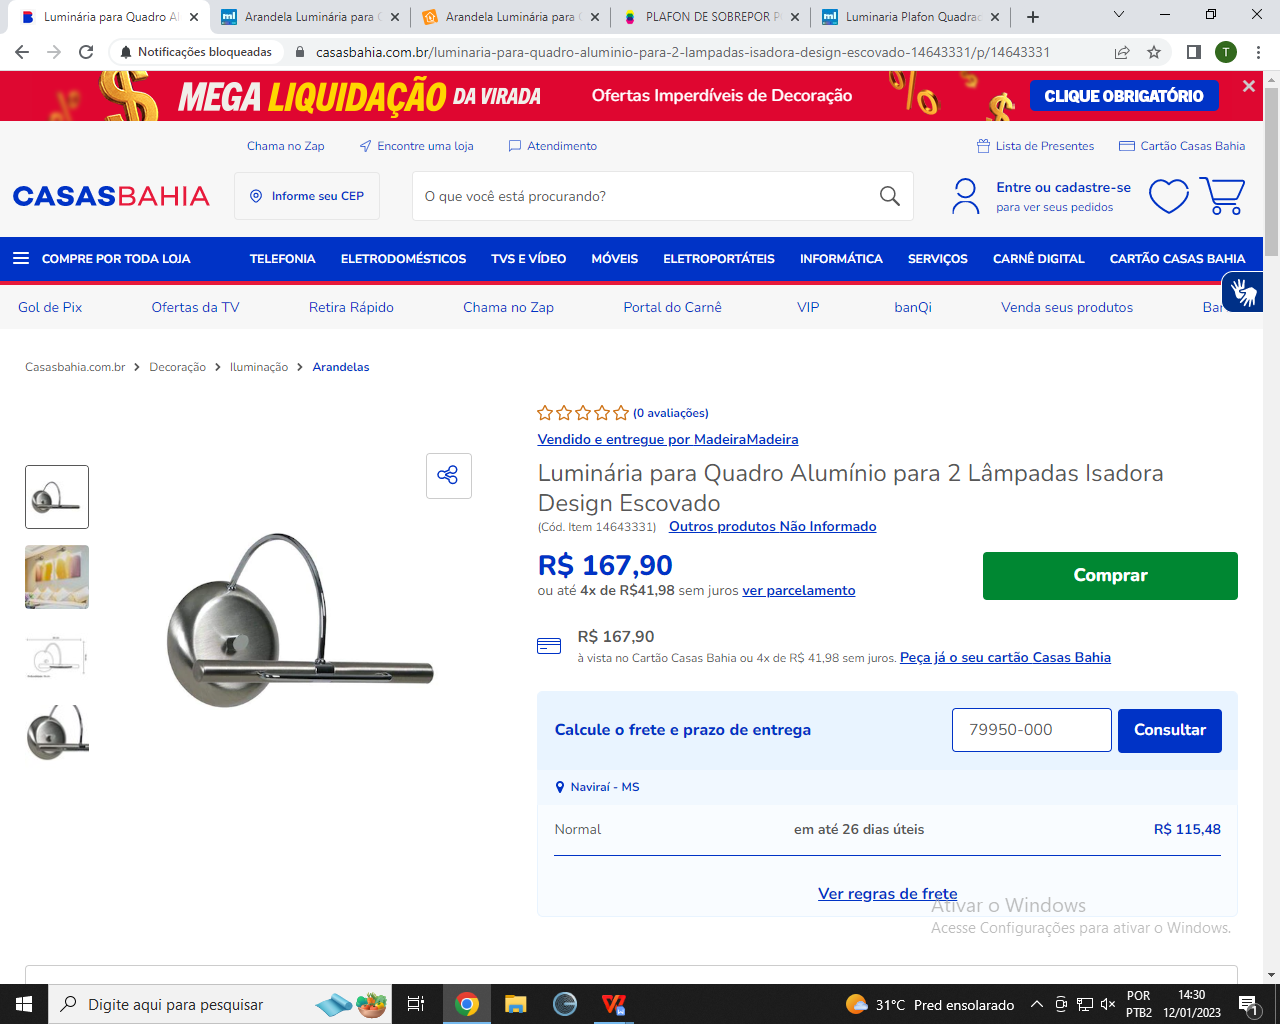 Luminária para Quadro Al
Arandela Luminária para
Arandela Luminária para
PLAFON DE SOBREPOR P
Luminaria Plafon Quadrac
Notificações bloqueadas
casasbahia.com.br/luminaria-para-quadro-aluminio-para-2-lampadas-isadora-design-escovado-14643331/p/14643331
T
MEGA LIQUIDAÇÃO DA VIRADA
Ofertas Imperdíveis de Decoração
CLIQUE OBRIGATÓRIO
Chama no Zap
Encontre uma loja
Atendimento
Lista de Presentes
Cartão Casas Bahia
CASASBAHIA
Informe seu CEP
O que você está procurando?
Entre ou cadastre-se
para ver seus pedidos
COMPRE POR TODA LOJA
TELEFONIA
ELETRODOMÉSTICOS
TVS E VÍDEO
MÓVEIS
ELETROPORTÁTEIS
INFORMÁTICA
SERVIÇOS
CARNÊ DIGITAL
CARTÃO CASAS BAHIA
Gol de Pix
Ofertas da TV
Retira Rápido
Chama no Zap
Portal do Carnê
VIP
banQi
Venda seus produtos
Casasbahia.com.br
Decoração
Iluminação
Arandelas
(0 avaliações)
Vendido e entregue por MadeiraMadeira
Luminária para Quadro Alumínio para 2 Lâmpadas Isadora
Design Escovado
(Cód. Item 14643331) Outros produtos Não Informado
R$ 167,90
ou até 4x de R$41,98 sem juros ver parcelamento
Comprar
R$ 167,90
à vista no Cartão Casas Bahia ou 4x de R$ 41,98 sem juros. Peça já o seu cartão Casas Bahia
Calcule o frete e prazo de entrega
79950-000
Consultar
Naviraí - MS
Normal
em até 26 dias úteis
R$ 115,48
Ver regras de frete
Ativar o Windows
Acesse Configurações para ativar o Windows.
Digite aqui para pesquisar
31°C Pred ensolarado
POR
PTB2
14:30
12/01/2023
1